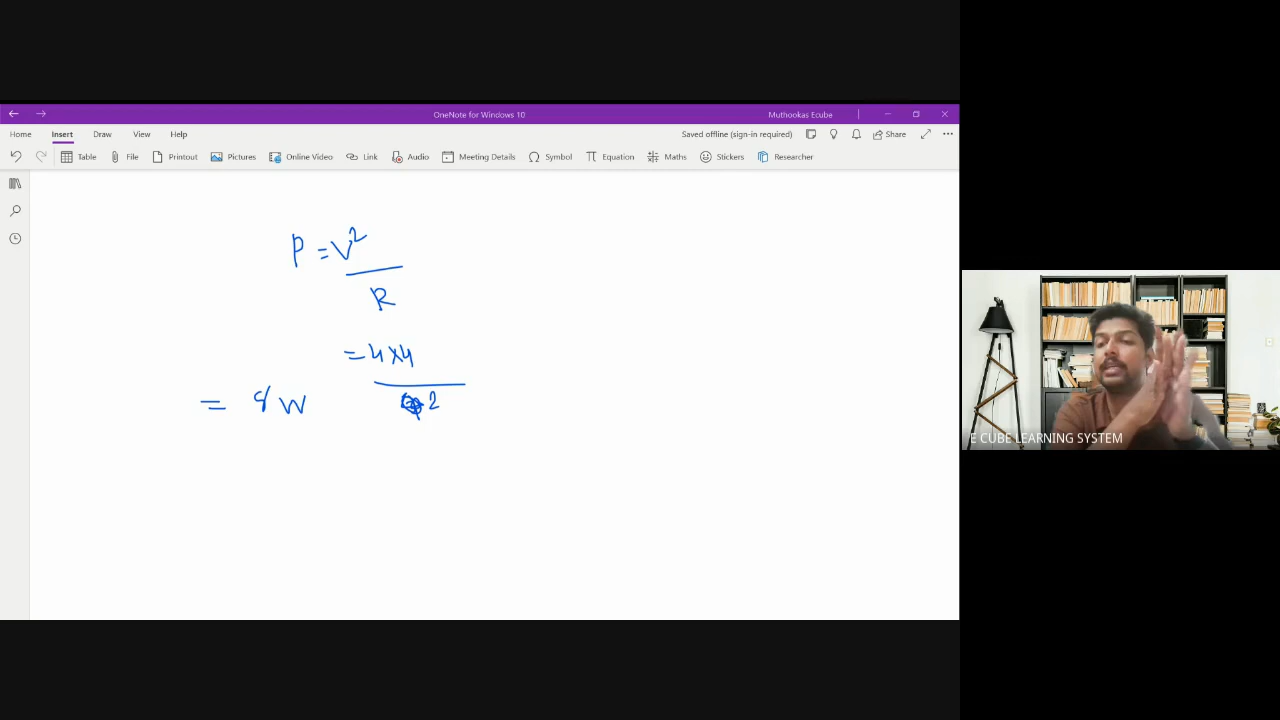 OneNote for Windows 10
Muthookas Ecube
Home Insert Draw View Help
Saved offline (sign-in required)
Share
Table File Printout Pictures Online Video Link Audio Meeting Details Symbol Equation Maths Stickers Researcher
P = V²
R
= 4×4
2
= 8 W
E CUBE LEARNING SYSTEM